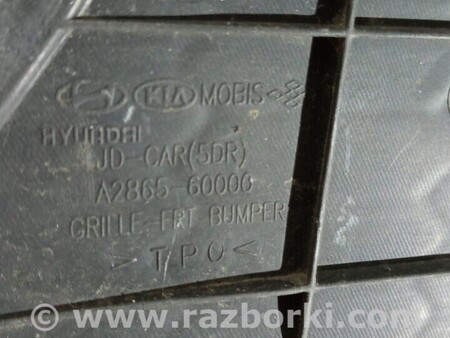 KIA MOBIS
HYUNDAI
JD-CAR(5DR)
A2865-60000
GRILLE-FRT BUMPER
> TPO <
www.razborki.com